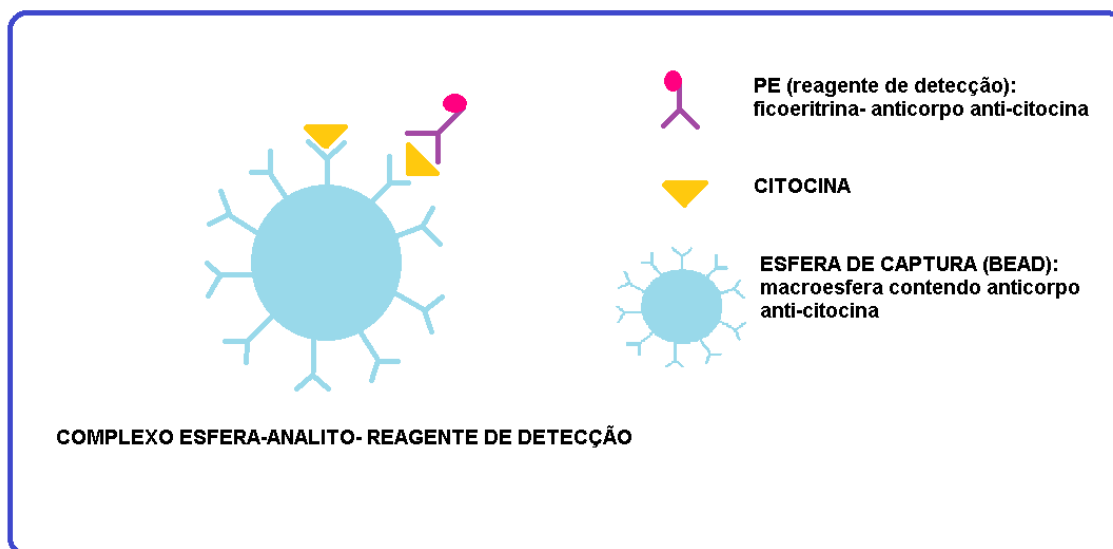 PE (reagente de detecção):
ficoeritrina- anticorpo anti-citocina
CITOCINA
ESFERA DE CAPTURA (BEAD):
macroesfera contendo anticorpo
anti-citocina
COMPLEXO ESFERA-ANALITO- REAGENTE DE DETECÇÃO